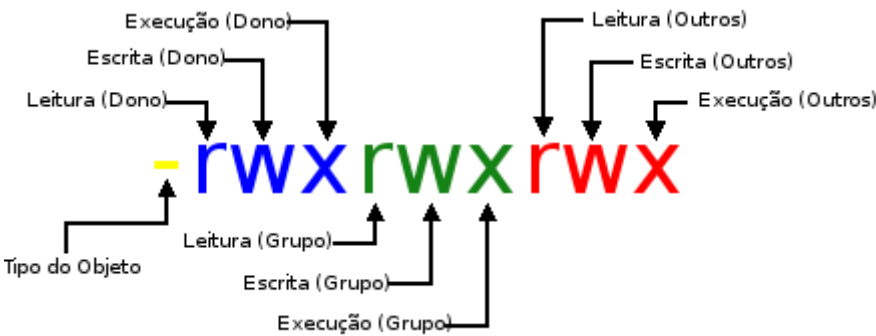 Execução (Dono)
Leitura (Outros)
Escrita (Dono)
Escrita (Outros)
Leitura (Dono)
Execução (Outros)
-rwxrwxrwx
Leitura (Grupo)
Tipo do Objeto
Escrita (Grupo)
Execução (Grupo)